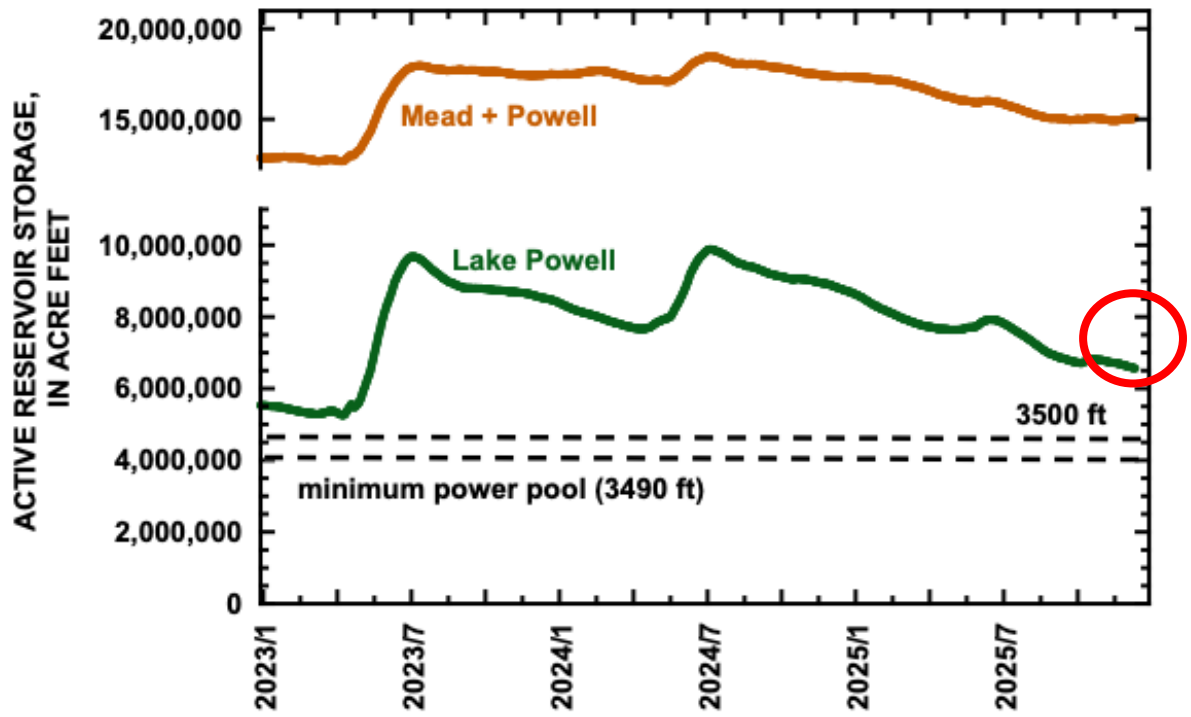 ACTIVE RESERVOIR STORAGE,
IN ACRE FEET
20,000,000
15,000,000
Mead + Powell
10,000,000
8,000,000
6,000,000
4,000,000
2,000,000
0
Lake Powell
3500 ft
minimum power pool (3490 ft)
2023/1
2023/7
2024/1
2024/7
2025/1
2025/7